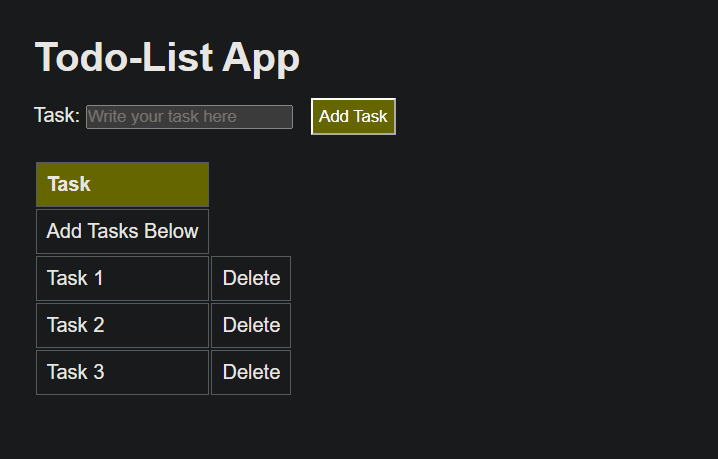 Todo-List App
Task: Write your task here Add Task
Task
Add Tasks Below
Task 1 Delete
Task 2 Delete
Task 3 Delete